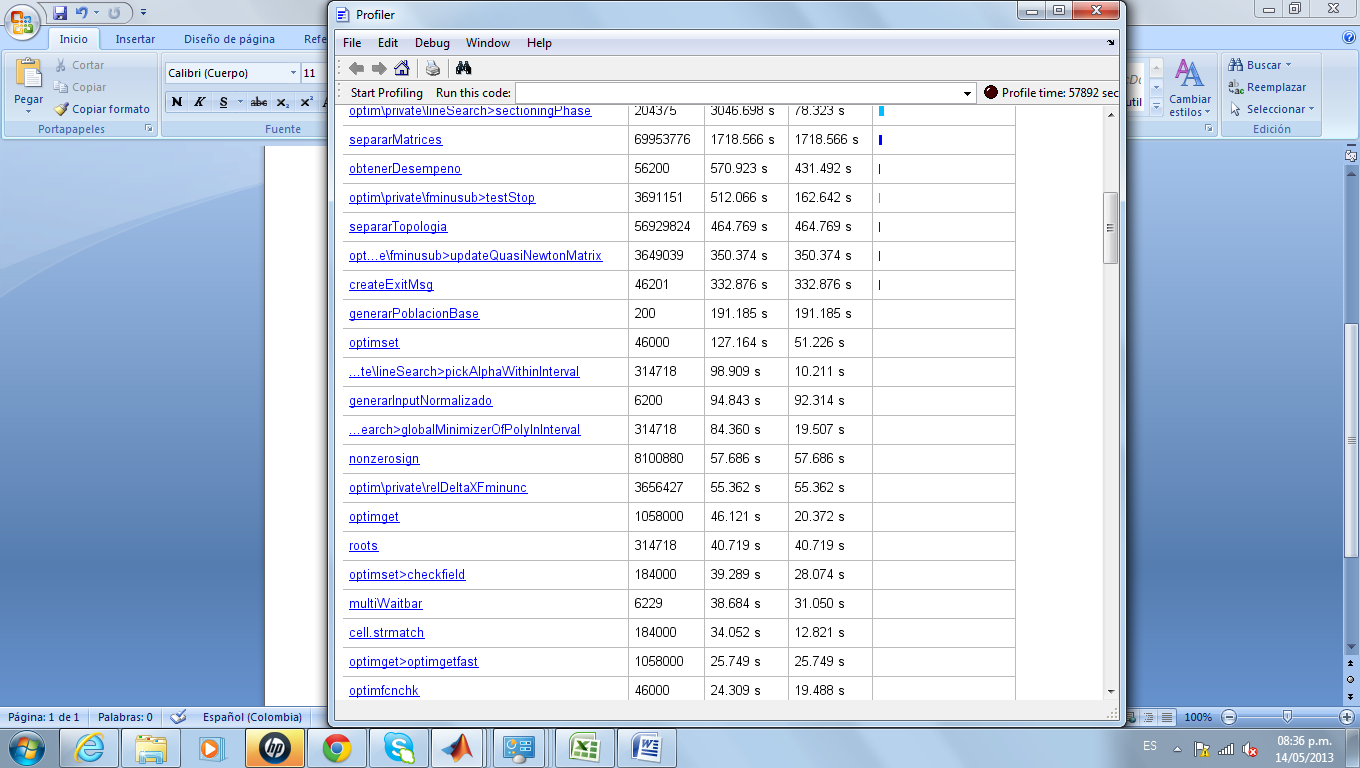 Profiler
Inicio Insertar Diseño de página Refe
File Edit Debug Window Help
Cortar
Copiar
Pegar Copiar formato
Portapapeles
Calibri (Cuerpo) 11
N K S abc x₂ x²
Fuente
Start Profiling Run this code: Profile time: 57892 sec
Cambiar estilos
Buscar
Reemplazar
Seleccionar
Edición
optim\private\lineSearch>sectioningPhase 204375 3046.698 s 78.323 s
separarMatrices 69953776 1718.566 s 1718.566 s
obtenerDesempeno 56200 570.923 s 431.492 s
optim\private\fminusub>testStop 3691151 512.066 s 162.642 s
separarTopologia 56929824 464.769 s 464.769 s
opt...e\fminusub>updateQuasiNewtonMatrix 3649039 350.374 s 350.374 s
createExitMsg 46201 332.876 s 332.876 s
generarPoblacionBase 200 191.185 s 191.185 s
optimset 46000 127.164 s 51.226 s
...te\lineSearch>pickAlphaWithinInterval 314718 98.909 s 10.211 s
generarInputNormalizado 6200 94.843 s 92.314 s
...earch>globalMinimizerOfPolyInInterval 314718 84.360 s 19.507 s
nonzerosign 8100880 57.686 s 57.686 s
optim\private\relDeltaXFminunc 3656427 55.362 s 55.362 s
optimget 1058000 46.121 s 20.372 s
roots 314718 40.719 s 40.719 s
optimset>checkfield 184000 39.289 s 28.074 s
multiWaitbar 6229 38.684 s 31.050 s
cell.strmatch 184000 34.052 s 12.821 s
optimget>optimgetfast 1058000 25.749 s 25.749 s
optimfcnchk 46000 24.309 s 19.488 s
Página: 1 de 1 Palabras: 0 Español (Colombia) 100%
hp
ES
08:36 p.m.
14/05/2013